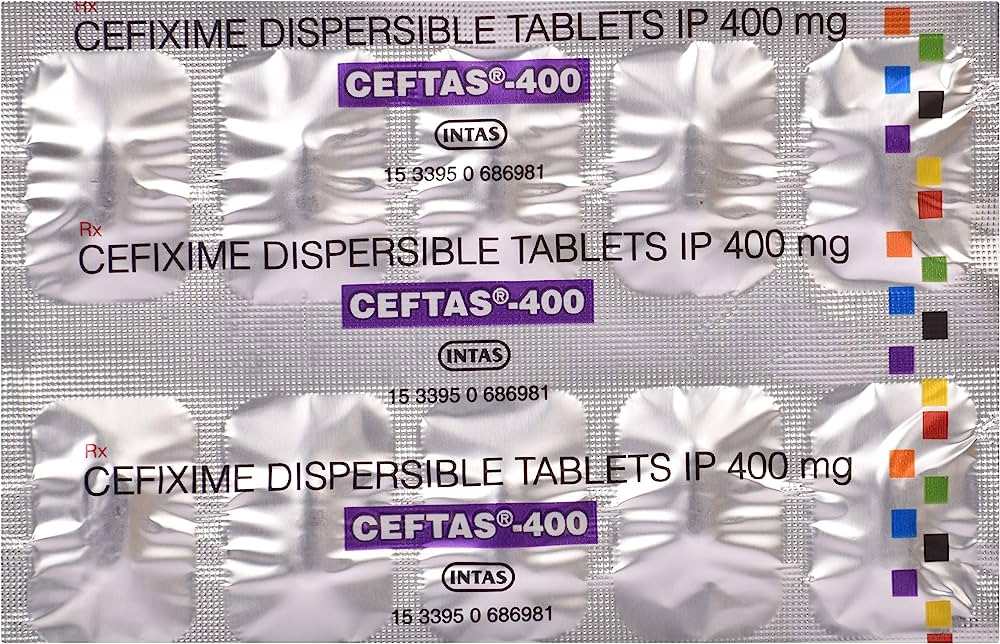 Rx
CEFIXIME DISPERSIBLE TABLETS IP 400 mg
CEFTAS®-400
INTAS
15 3395 0 686981
Rx
CEFIXIME DISPERSIBLE TABLETS IP 400 mg
CEFTAS®-400
INTAS
15 3395 0 686981
Rx
CEFIXIME DISPERSIBLE TABLETS IP 400 mg
CEFTAS®-400
INTAS
15 3395 0 686981